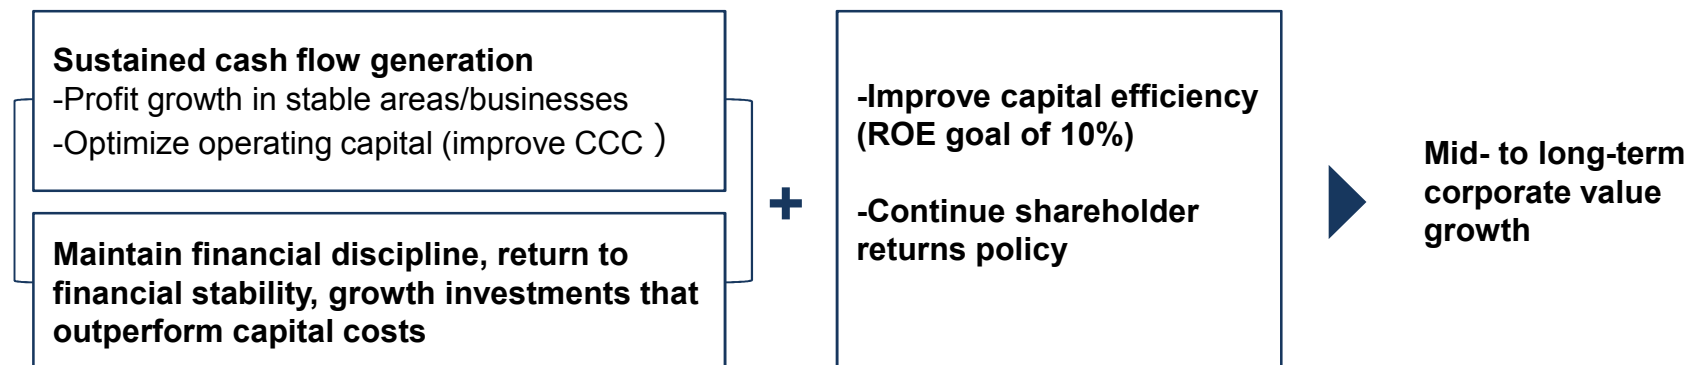 Sustained cash flow generation
-Profit growth in stable areas/businesses
-Optimize operating capital (improve CCC ）
Maintain financial discipline, return to
financial stability, growth investments that
outperform capital costs
+
-Improve capital efficiency
(ROE goal of 10%)
-Continue shareholder
returns policy
Mid- to long-term
corporate value
growth